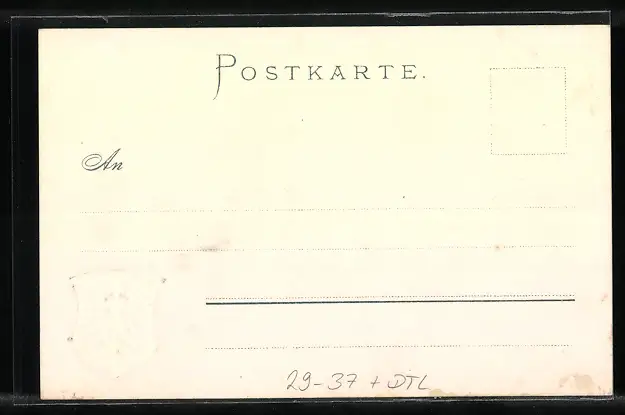 POSTKARTE.
An
29-37 + DTL